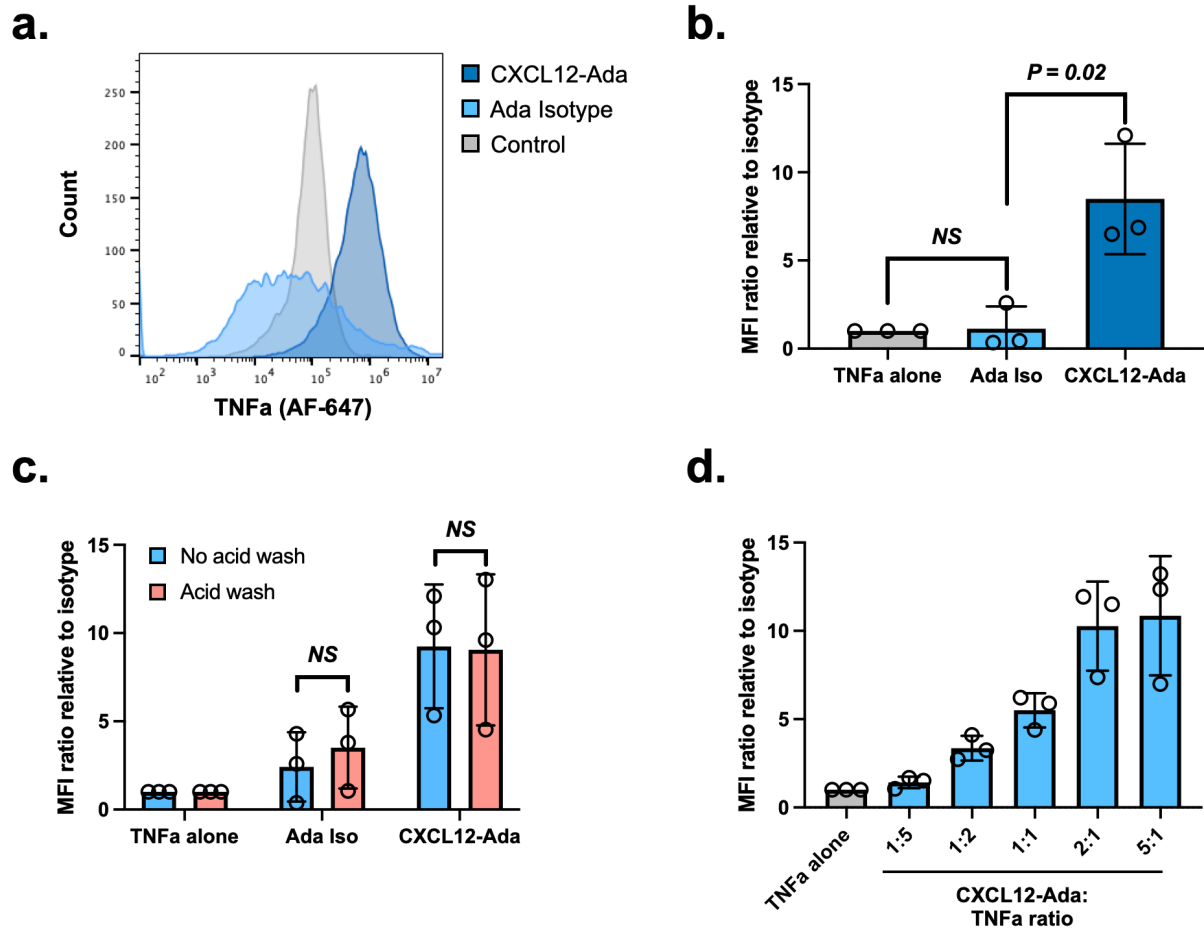 a.
CXCL12-Ada
Ada Isotype
Control
Count
250
200
150
100
50
0
10²
10³
10⁴
10⁵
10⁶
10⁷
TNFa (AF-647)
b.
MFI ratio relative to isotype
15
10
5
0
NS
P = 0.02
TNFa alone
Ada Iso
CXCL12-Ada
c.
MFI ratio relative to isotype
15
10
5
0
No acid wash
Acid wash
NS
NS
TNFa alone
Ada Iso
CXCL12-Ada
d.
MFI ratio relative to isotype
15
10
5
0
TNFa alone
1:5
1:2
1:1
2:1
5:1
CXCL12-Ada:
TNFa ratio